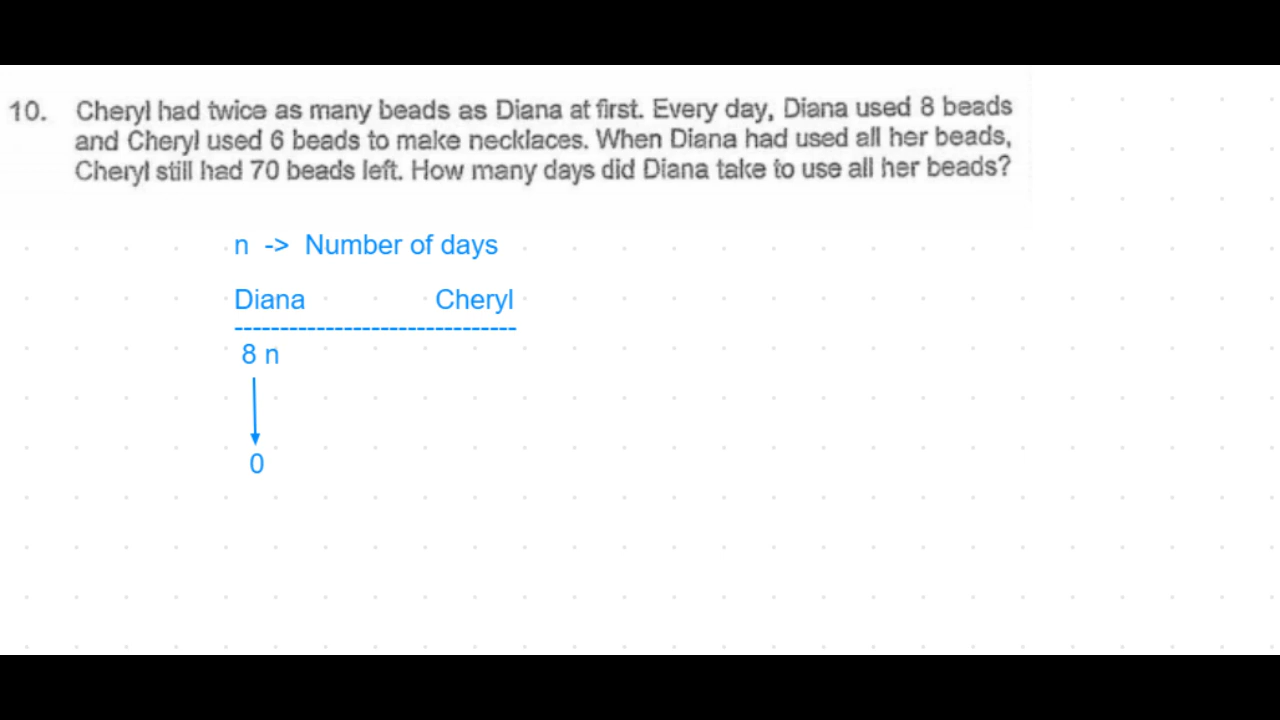 10. Cheryl had twice as many beads as Diana at first. Every day, Diana used 8 beads
and Cheryl used 6 beads to make necklaces. When Diana had used all her beads,
Cheryl still had 70 beads left. How many days did Diana take to use all her beads?
n -> Number of days
Diana Cheryl
-------------------------------
8 n
0